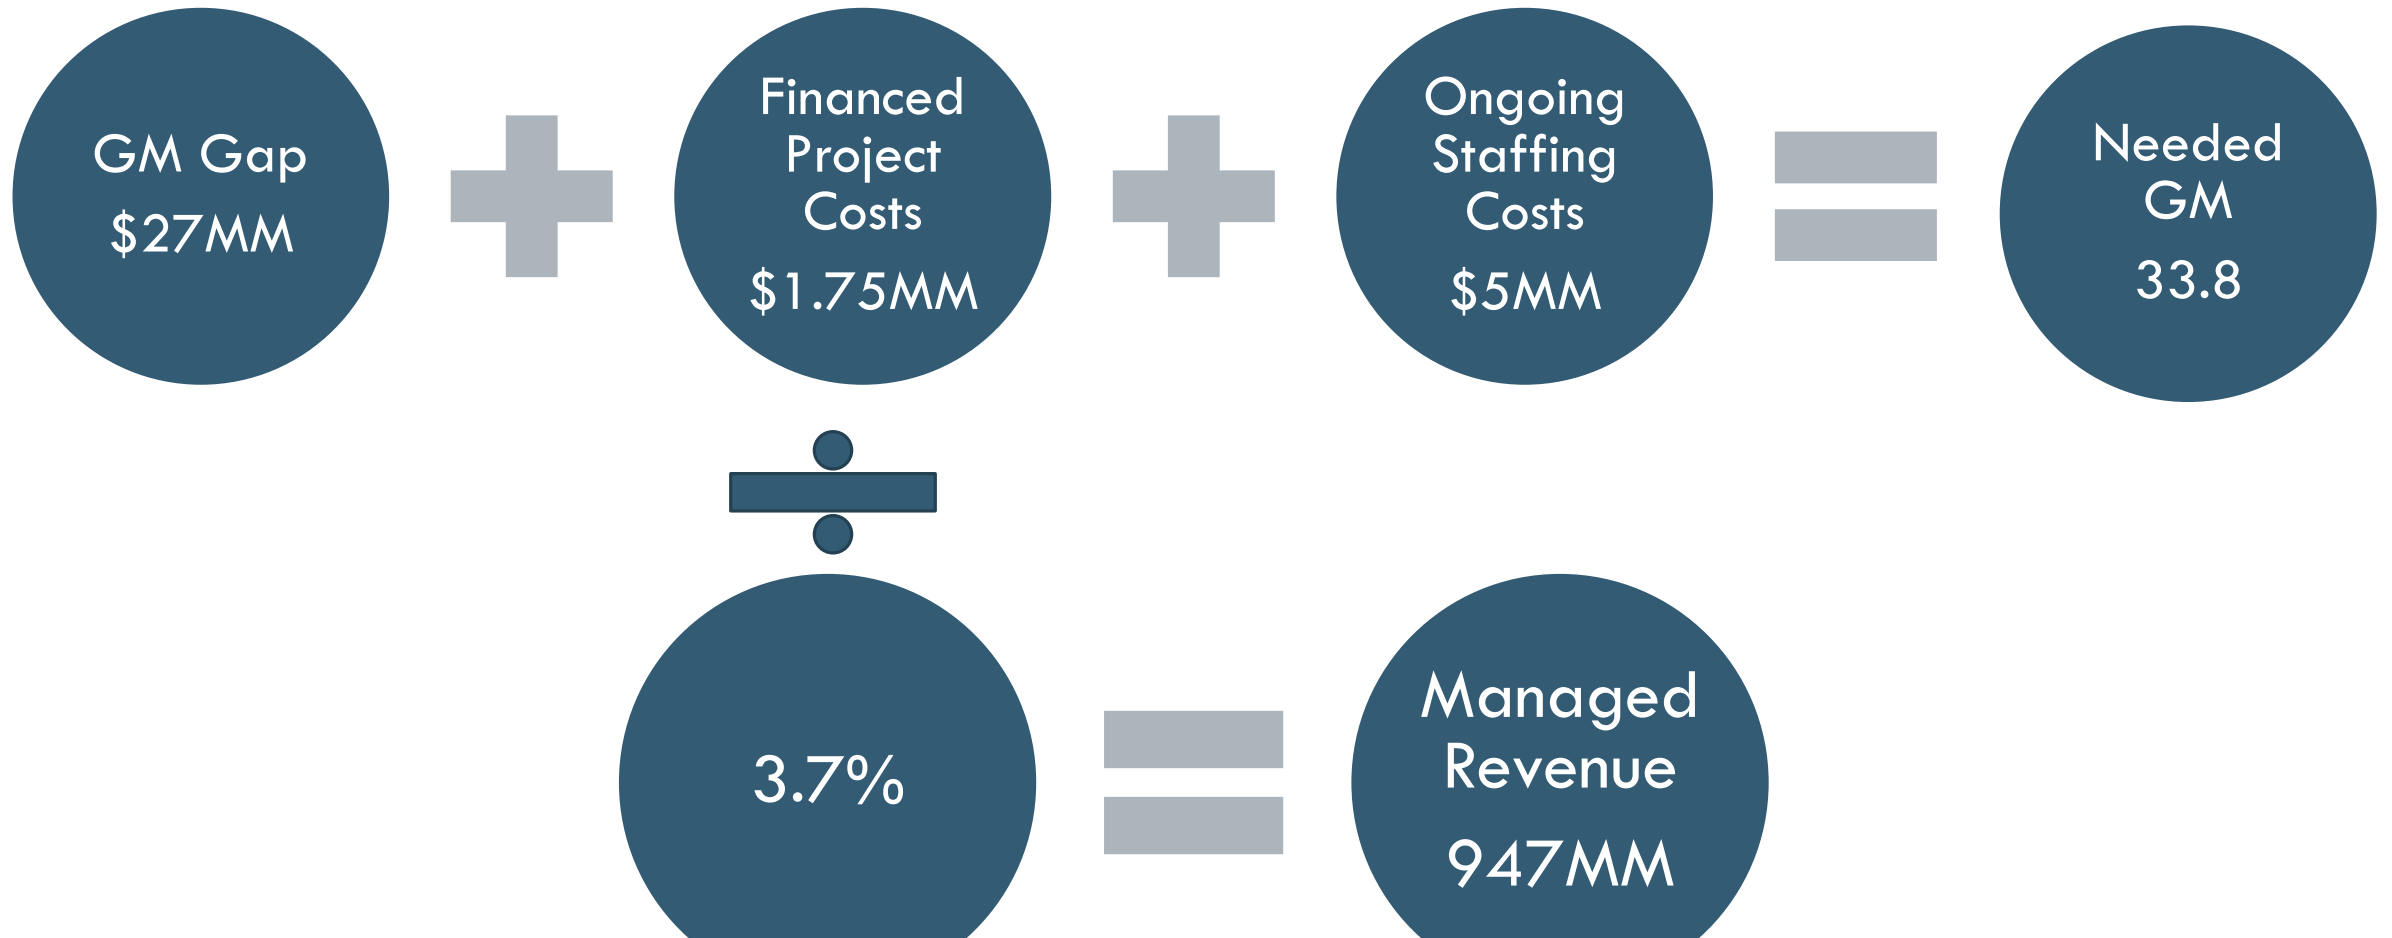 GM Gap
$27MM
Financed
Project
Costs
$1.75MM
Ongoing
Staffing
Costs
$5MM
Needed
GM
33.8
3.7%
Managed
Revenue
947MM